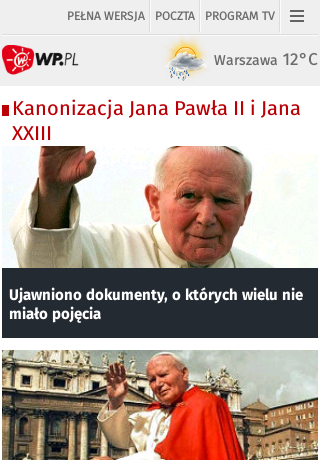 PEŁNA WERSJA POCZTA PROGRAM TV
WP.PL Warszawa 12°C
Kanonizacja Jana Pawła II i Jana
XXIII
Ujawniono dokumenty, o których wielu nie
miało pojęcia